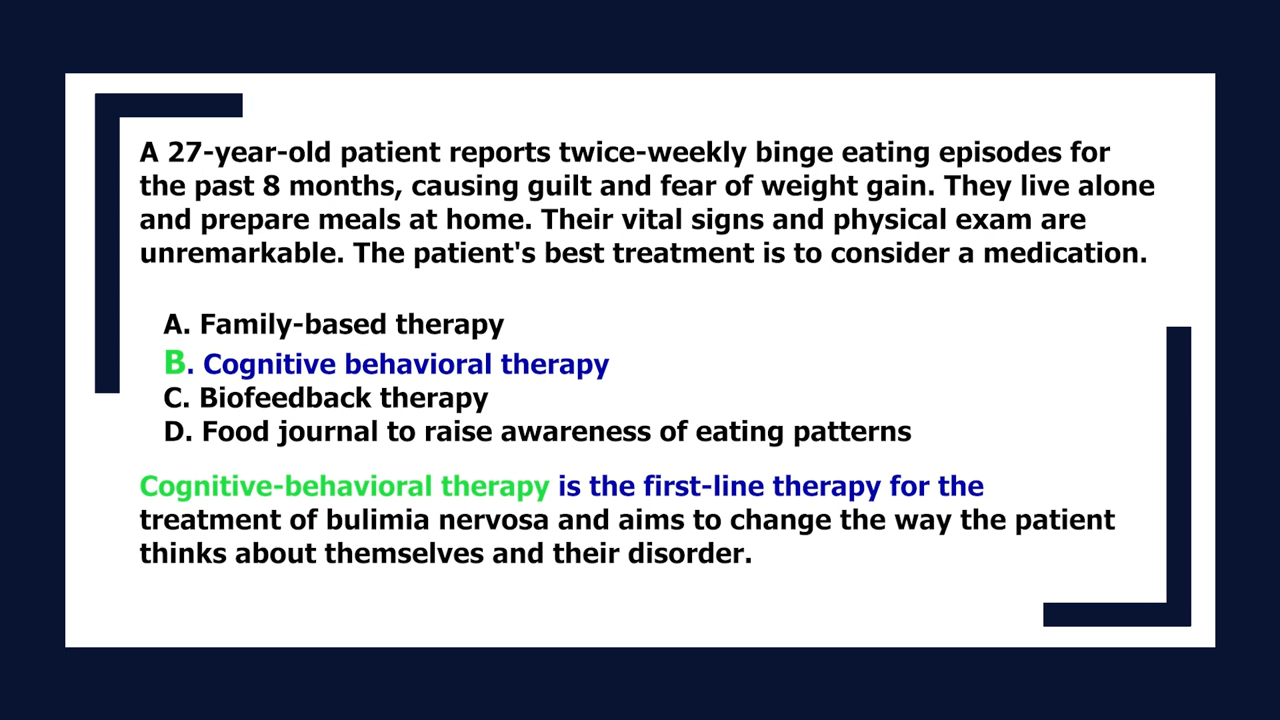 A 27-year-old patient reports twice-weekly binge eating episodes for
the past 8 months, causing guilt and fear of weight gain. They live alone
and prepare meals at home. Their vital signs and physical exam are
unremarkable. The patient's best treatment is to consider a medication.
A. Family-based therapy
B. Cognitive behavioral therapy
C. Biofeedback therapy
D. Food journal to raise awareness of eating patterns
Cognitive-behavioral therapy is the first-line therapy for the
treatment of bulimia nervosa and aims to change the way the patient
thinks about themselves and their disorder.